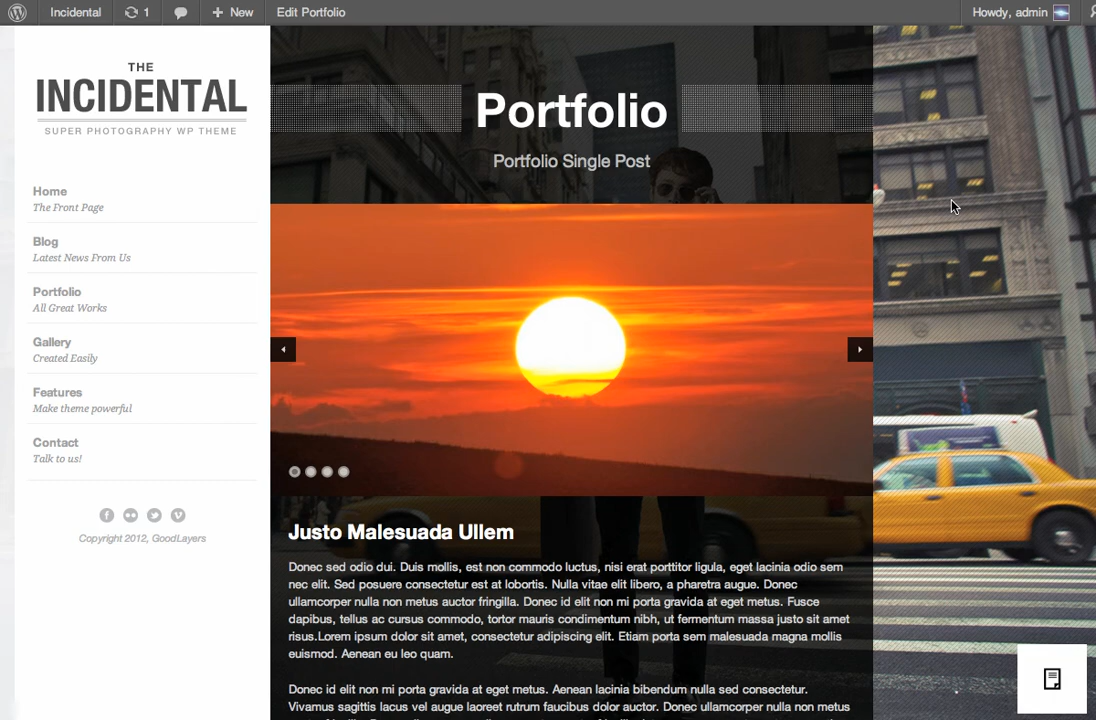 Incidental
1
New
Edit Portfolio
Howdy, admin
THE
INCIDENTAL
SUPER PHOTOGRAPHY WP THEME
Home
The Front Page
Blog
Latest News From Us
Portfolio
All Great Works
Gallery
Created Easily
Features
Make theme powerful
Contact
Talk to us!
Copyright 2012, GoodLayers
Portfolio
Portfolio Single Post
Justo Malesuada Ullem
Donec sed odio dui. Duis mollis, est non commodo luctus, nisi erat porttitor ligula, eget lacinia odio sem
nec elit. Sed posuere consectetur est at lobortis. Nulla vitae elit libero, a pharetra augue. Donec
ullamcorper nulla non metus auctor fringilla. Donec id elit non mi porta gravida at eget metus. Fusce
dapibus, tellus ac cursus commodo, tortor mauris condimentum nibh, ut fermentum massa justo sit amet
risus.Lorem ipsum dolor sit amet, consectetur adipiscing elit. Etiam porta sem malesuada magna mollis
euismod. Aenean eu leo quam.
Donec id elit non mi porta gravida at eget metus. Aenean lacinia bibendum nulla sed consectetur.
Vivamus sagittis lacus vel augue laoreet rutrum faucibus dolor auctor. Duis mollis, est non metus